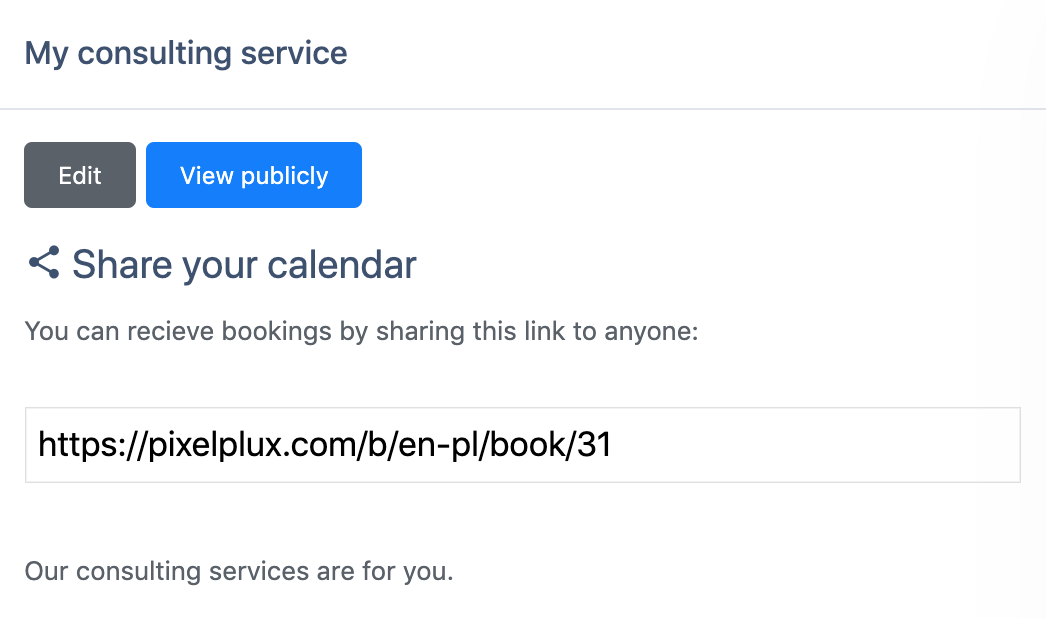 My consulting service
Edit
View publicly
Share your calendar
You can recieve bookings by sharing this link to anyone:
https://pixelplux.com/b/en-pl/book/31
Our consulting services are for you.